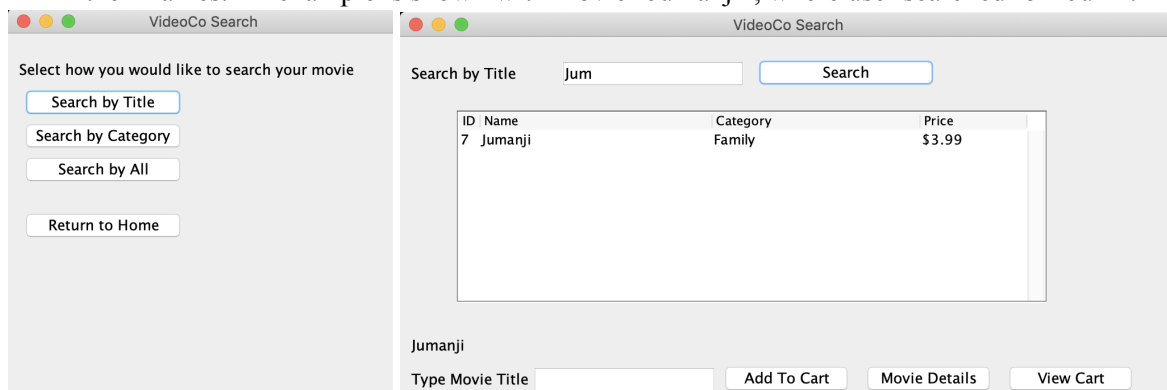 VideoCo Search
Select how you would like to search your movie
Search by Title
Search by Category
Search by All
Return to Home
VideoCo Search
Search by Title Jum Search
ID Name Category Price
7 Jumanji Family $3.99
Jumanji
Type Movie Title Add To Cart Movie Details View Cart